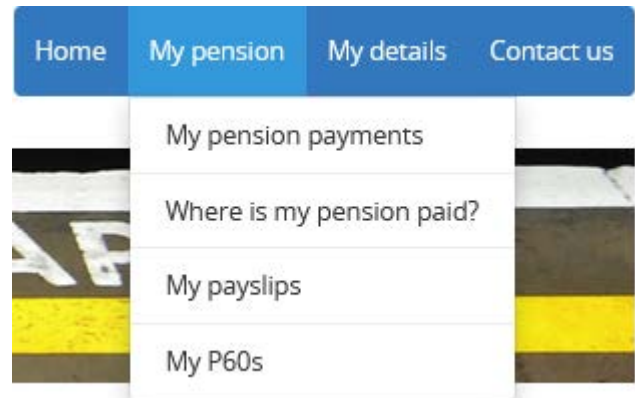 Home My pension My details Contact us
My pension payments
Where is my pension paid?
My payslips
My P60s